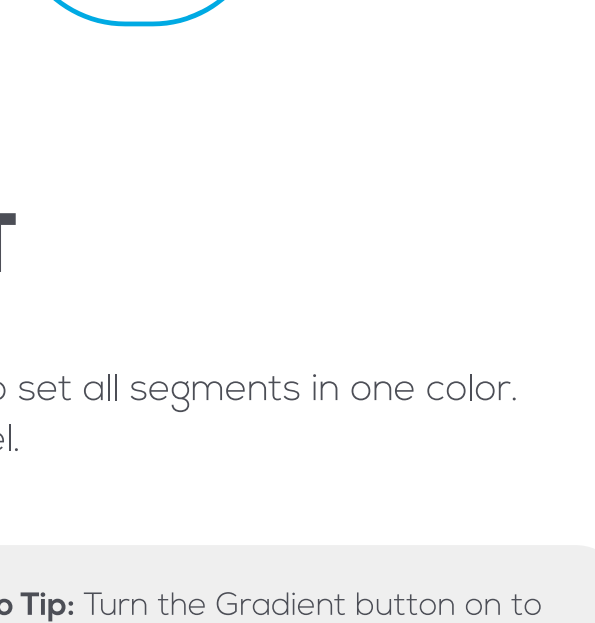 T
o set all segments in one color.
el.
o Tip: Turn the Gradient button on to